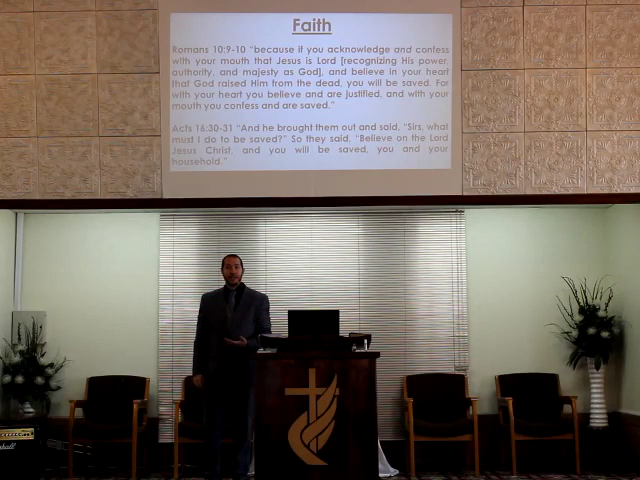 Faith
Romans 10:9-10 "because if you acknowledge and confess
with your mouth that Jesus is Lord [recognizing His power,
authority, and majesty as God], and believe in your heart
that God raised Him from the dead, you will be saved. For
with your heart you believe and are justified, and with your
mouth you confess and are saved."
Acts 16:30-31 "And he brought them out and said, "Sirs, what
must I do to be saved?" So they said, "Believe on the Lord
Jesus Christ, and you will be saved, you and your
household."
Marshall